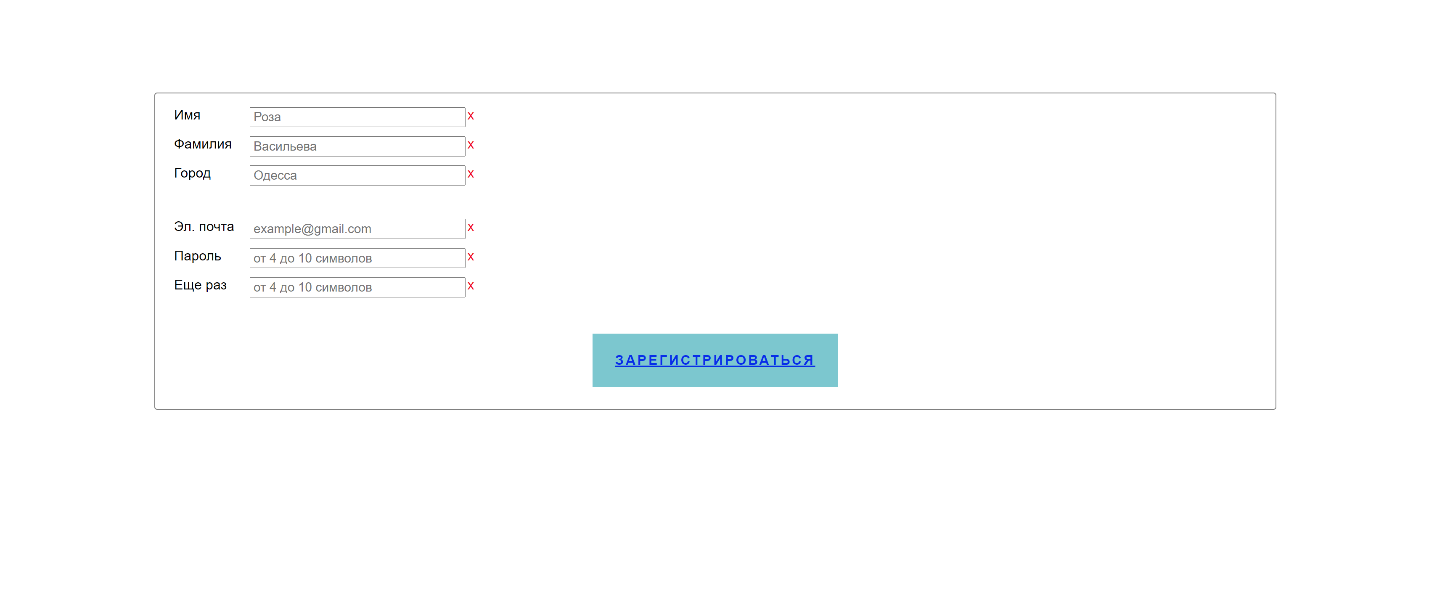 Имя Роза x
Фамилия Васильева x
Город Одесса x
Эл. почта example@gmail.com x
Пароль от 4 до 10 символов x
Еще раз от 4 до 10 символов x
ЗАРЕГИСТРИРОВАТЬСЯ